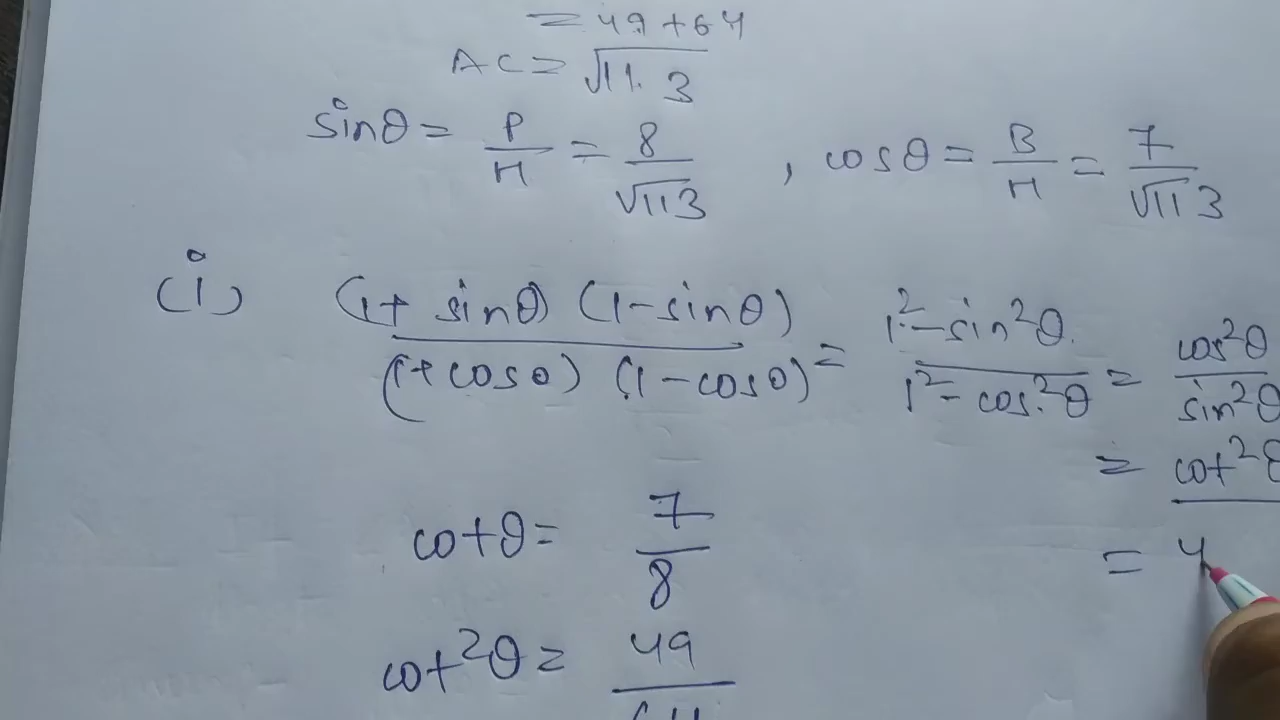 = 49 + 64
AC = √113
sinθ = P/H = 8/√113 , cosθ = B/H = 7/√113
(i) (1+ sinθ) (1-sinθ) / (1+cosθ) (1-cosθ) = 1²-sin²θ / 1²-cos²θ = cos²θ / sin²θ
= cot²θ
cotθ = 7/8
= 4
cot²θ = 49/64